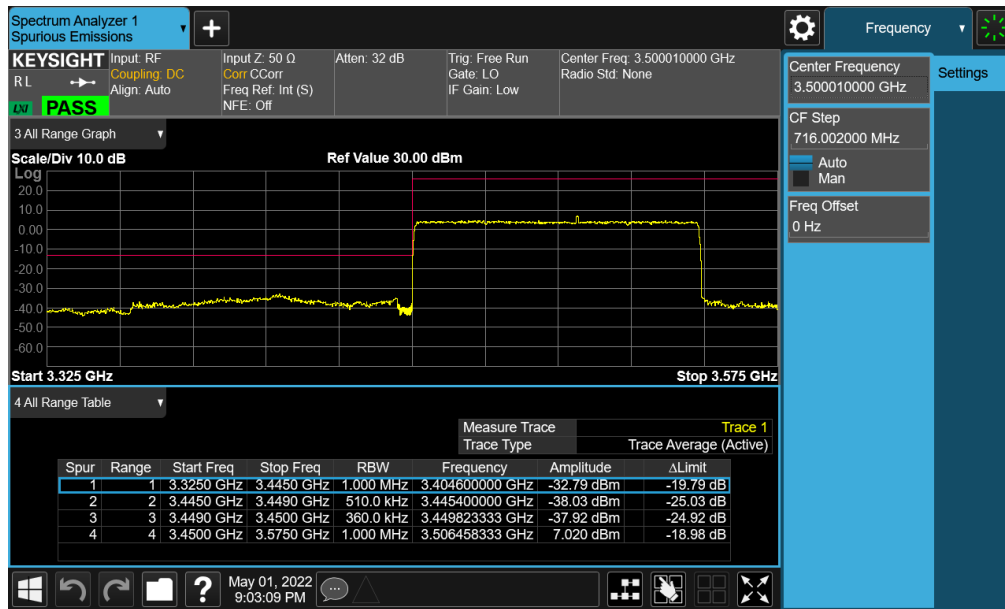 Spectrum Analyzer 1
Spurious Emissions
+
Frequency
KEYSIGHT
RL
LXI PASS
Input: RF
Coupling: DC
Align: Auto
Input Z: 50 Ω
Corr CCorr
Freq Ref: Int (S)
NFE: Off
Atten: 32 dB
Trig: Free Run
Gate: LO
IF Gain: Low
Center Freq: 3.500010000 GHz
Radio Std: None
Center Frequency
3.500010000 GHz
Settings
CF Step
716.002000 MHz
Auto
Man
Freq Offset
0 Hz
3 All Range Graph
Scale/Div 10.0 dB Ref Value 30.00 dBm
Log
20.0
10.0
0.00
-10.0
-20.0
-30.0
-40.0
-50.0
-60.0
Start 3.325 GHz Stop 3.575 GHz
4 All Range Table
Measure Trace Trace 1
Trace Type Trace Average (Active)
Spur Range Start Freq Stop Freq RBW Frequency Amplitude ΔLimit
1 1 3.3250 GHz 3.4450 GHz 1.000 MHz 3.404600000 GHz -32.79 dBm -19.79 dB
2 2 3.4450 GHz 3.4490 GHz 510.0 kHz 3.445400000 GHz -38.03 dBm -25.03 dB
3 3 3.4490 GHz 3.4500 GHz 360.0 kHz 3.449823333 GHz -37.92 dBm -24.92 dB
4 4 3.4500 GHz 3.5750 GHz 1.000 MHz 3.506458333 GHz 7.020 dBm -18.98 dB
?
May 01, 2022
9:03:09 PM